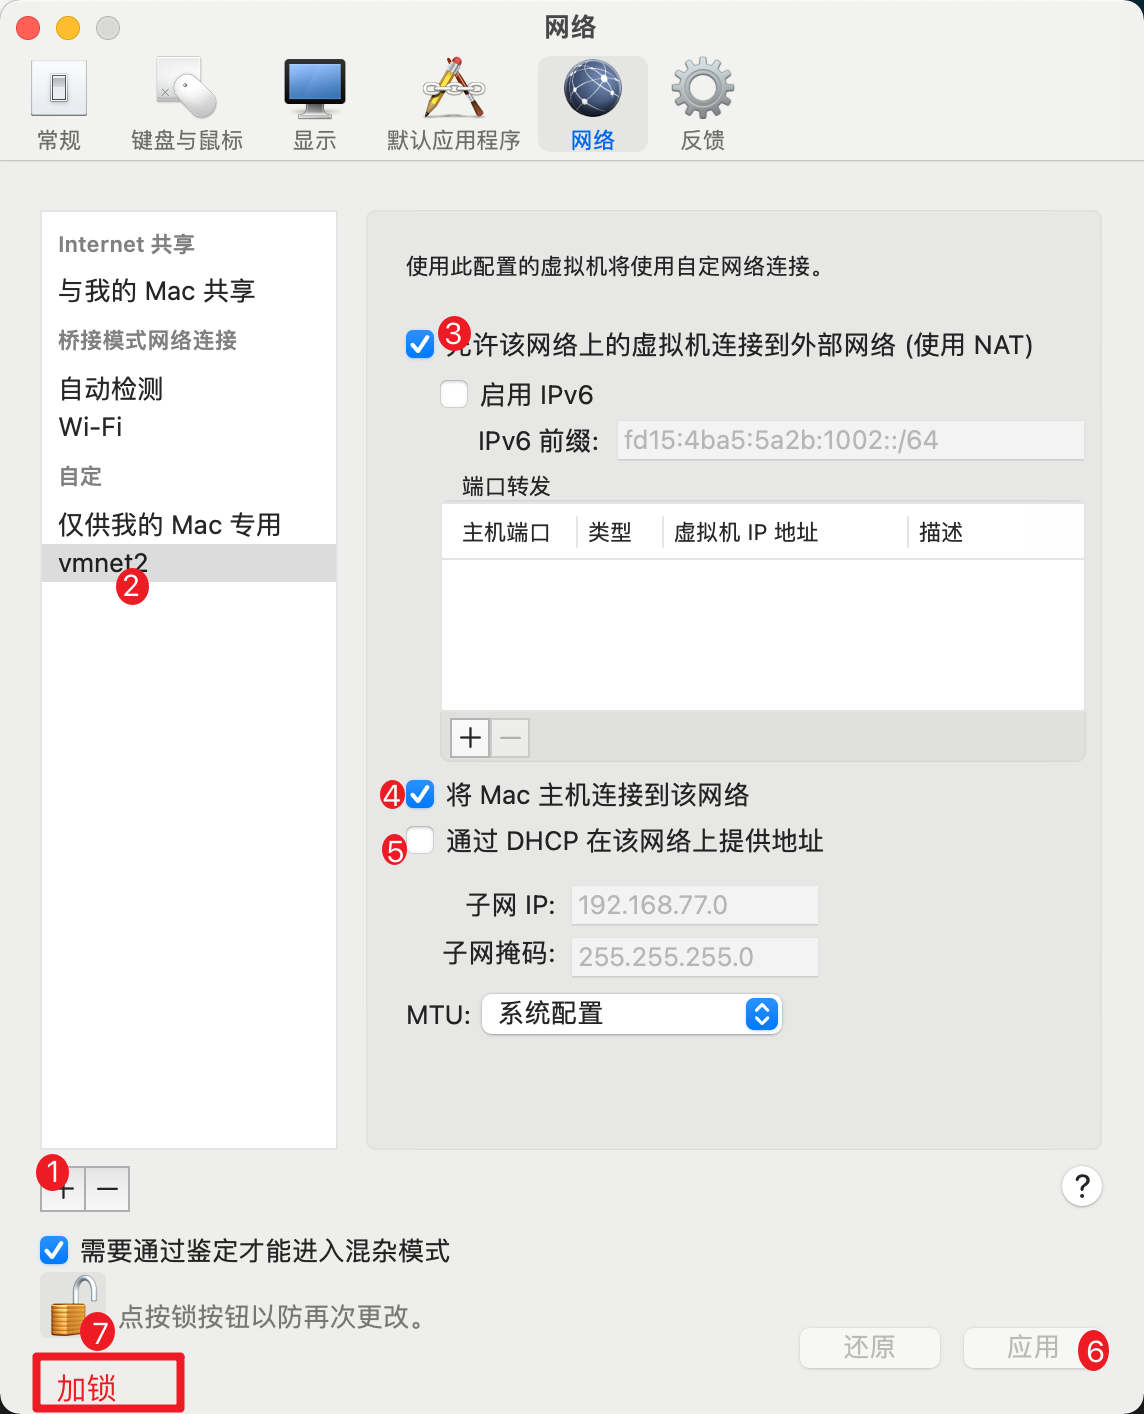 网络
常规
键盘与鼠标
显示
默认应用程序
网络
反馈
Internet 共享
与我的 Mac 共享
桥接模式网络连接
自动检测
Wi-Fi
自定
仅供我的 Mac 专用
vmnet2
2
使用此配置的虚拟机将使用自定网络连接。
3
允许该网络上的虚拟机连接到外部网络 (使用 NAT)
启用 IPv6
IPv6 前缀: fd15:4ba5:5a2b:1002::/64
端口转发
主机端口 类型 虚拟机 IP 地址 描述
+ −
4 将 Mac 主机连接到该网络
5 通过 DHCP 在该网络上提供地址
子网 IP: 192.168.77.0
子网掩码: 255.255.255.0
MTU: 系统配置
1
+ −
?
需要通过鉴定才能进入混杂模式
点按锁按钮以防再次更改。
7
还原
应用
6
加锁